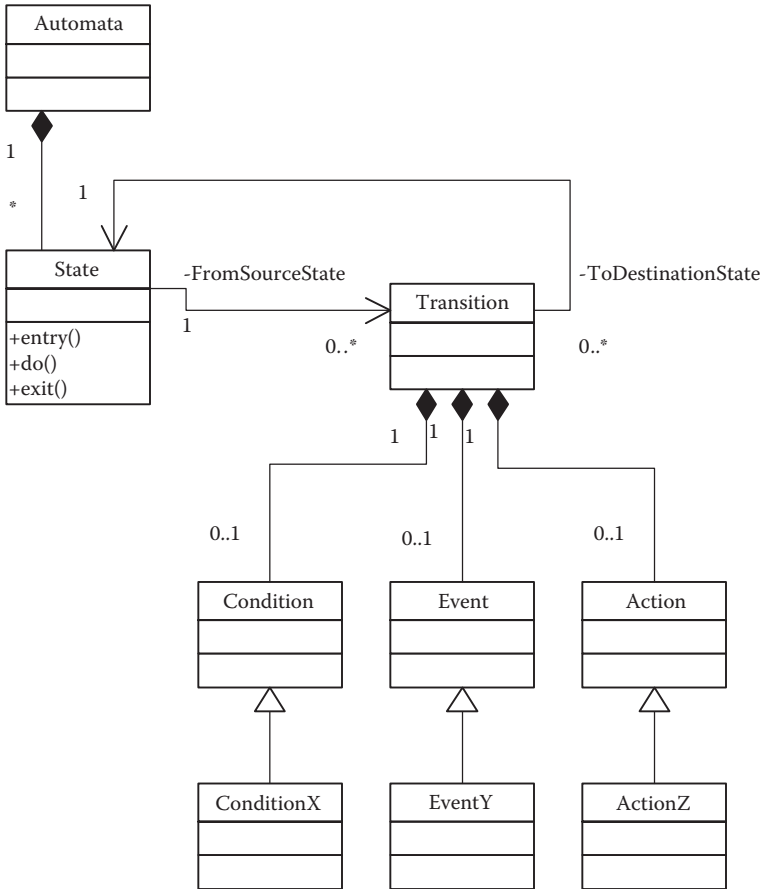 Automata
1
*
1
State
-FromSourceState
-ToDestinationState
Transition
1
+entry()
+do()
+exit()
0..*
0..*
1
1
1
0..1
0..1
0..1
Condition
Event
Action
ConditionX
EventY
ActionZ